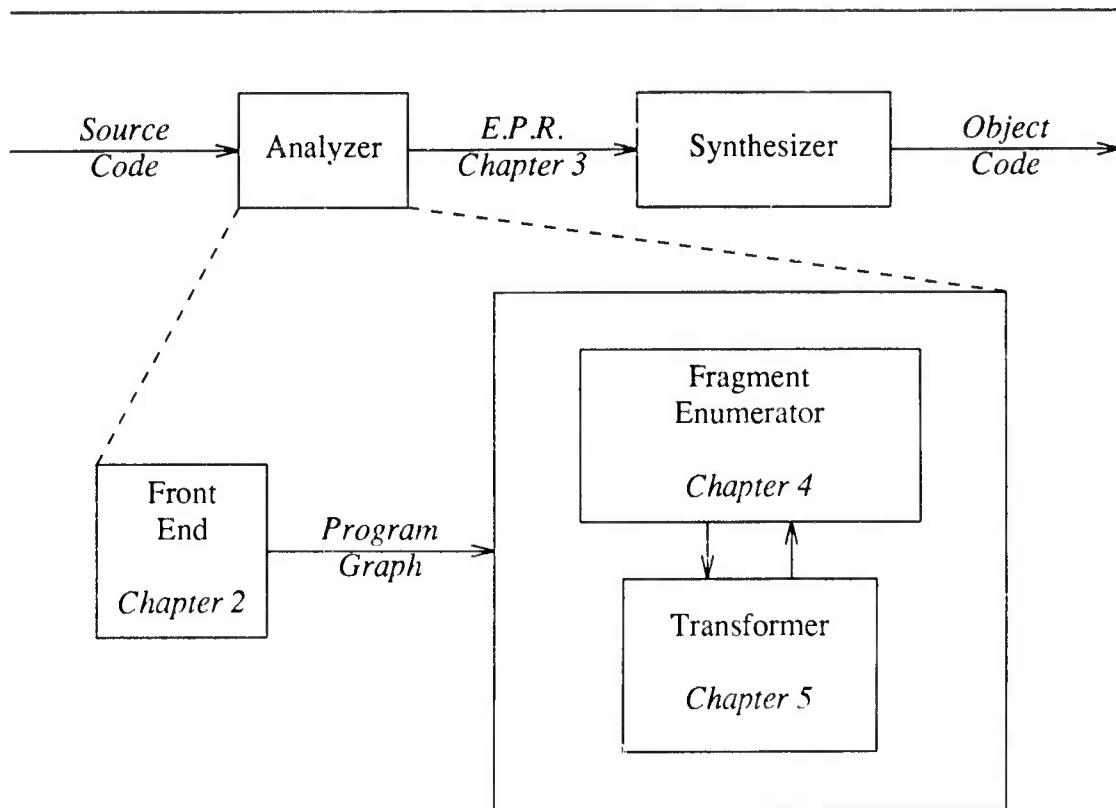 Source
Code
Analyzer
E.P.R.
Chapter 3
Synthesizer
Object
Code
Fragment
Enumerator
Chapter 4
Front
End
Chapter 2
Program
Graph
Transformer
Chapter 5